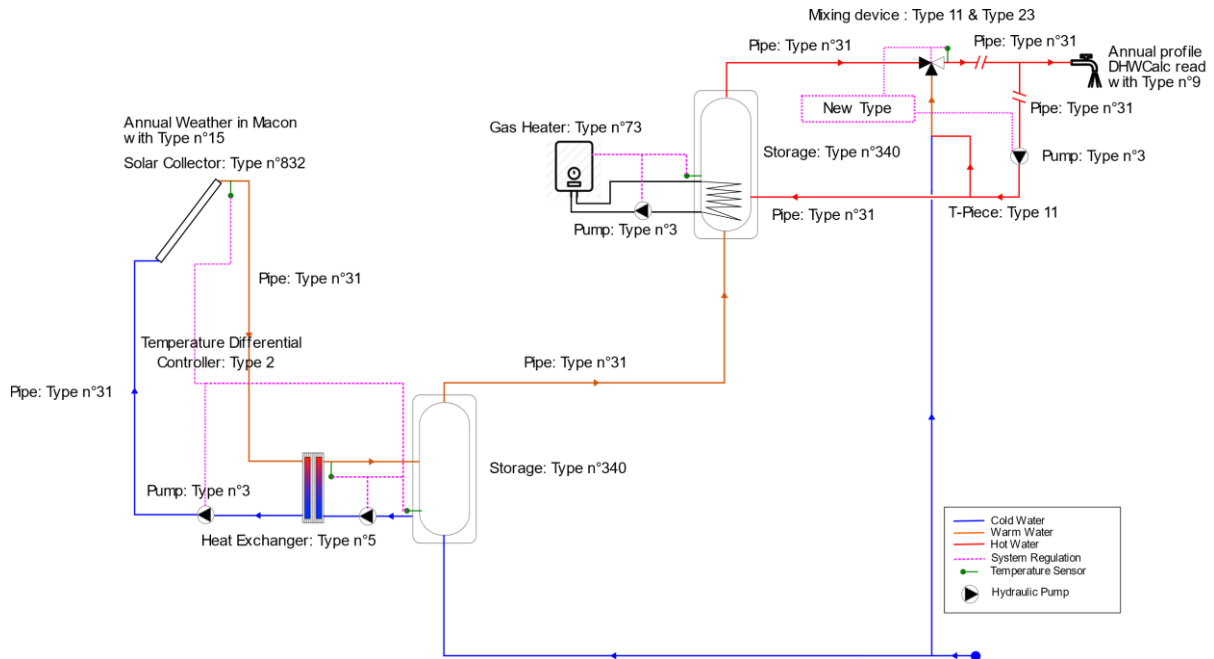 Mixing device : Type 11 & Type 23
Pipe: Type n°31
Pipe: Type n°31
Annual profile
DHWCalc read
with Type n°9
New Type
Pipe: Type n°31
Annual Weather in Macon
with Type n°15
Solar Collector: Type n°832
Gas Heater: Type n°73
Storage: Type n°340
Pump: Type n°3
Pipe: Type n°31
T-Piece: Type 11
Pump: Type n°3
Pipe: Type n°31
Temperature Differential
Controller: Type 2
Pipe: Type n°31
Pipe: Type n°31
Storage: Type n°340
Pump: Type n°3
Heat Exchanger: Type n°5
Cold Water
Warm Water
Hot Water
System Regulation
Temperature Sensor
Hydraulic Pump